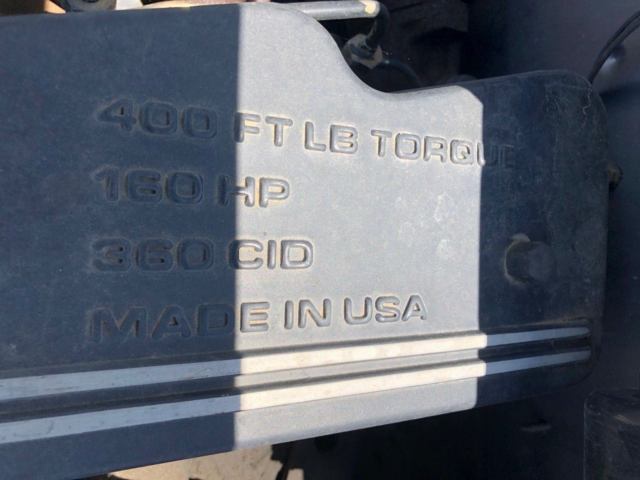 400 FT LB TORQUE
160 HP
360 CID
MADE IN USA